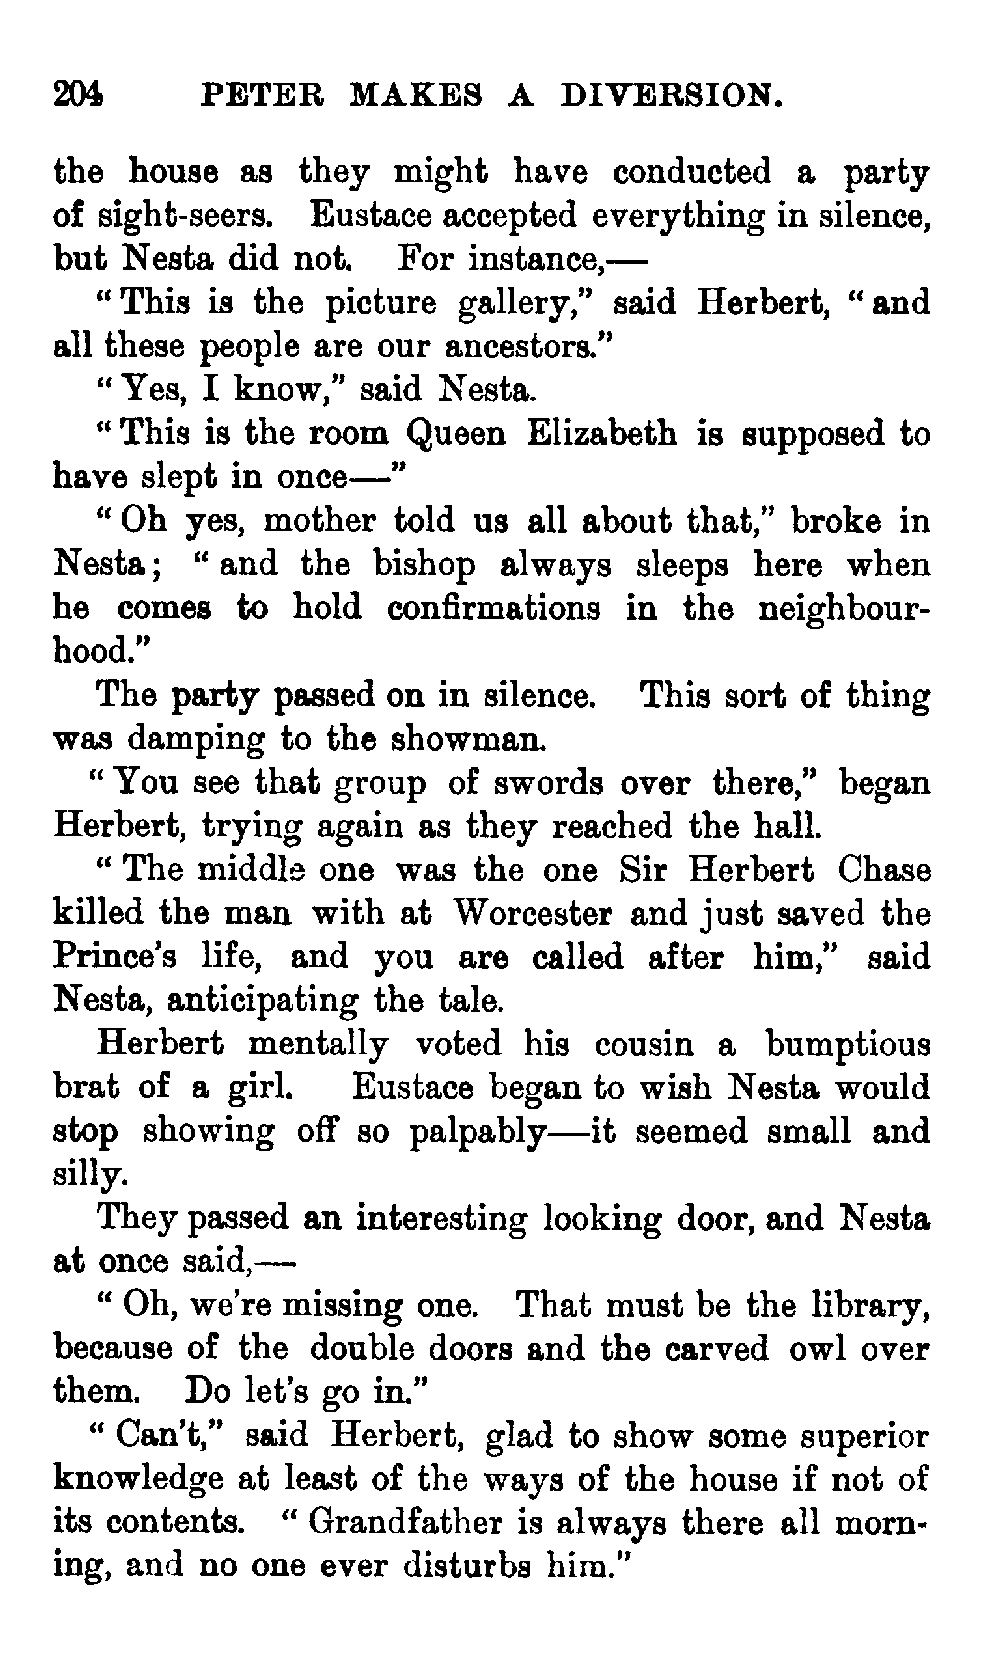 204 PETER MAKES A DIVERSION.
the house as they might have conducted a party
of sight-seers. Eustace accepted everything in silence,
but Nesta did not. For instance,—
“ This is the picture gallery,” said Herbert, “ and
all these people are our ancestors.”
“ Yes, I know,” said Nesta.
“ This is the room Queen Elizabeth is supposed to
have slept in once—”
“ Oh yes, mother told us all about that,” broke in
Nesta; “ and the bishop always sleeps here when
he comes to hold confirmations in the neighbour-
hood.”
The party passed on in silence. This sort of thing
was damping to the showman.
“ You see that group of swords over there,” began
Herbert, trying again as they reached the hall.
“ The middle one was the one Sir Herbert Chase
killed the man with at Worcester and just saved the
Prince’s life, and you are called after him,” said
Nesta, anticipating the tale.
Herbert mentally voted his cousin a bumptious
brat of a girl. Eustace began to wish Nesta would
stop showing off so palpably—it seemed small and
silly.
They passed an interesting looking door, and Nesta
at once said,—
“ Oh, we’re missing one. That must be the library,
because of the double doors and the carved owl over
them. Do let’s go in.”
“ Can’t,” said Herbert, glad to show some superior
knowledge at least of the ways of the house if not of
its contents. “ Grandfather is always there all morn-
ing, and no one ever disturbs him.”